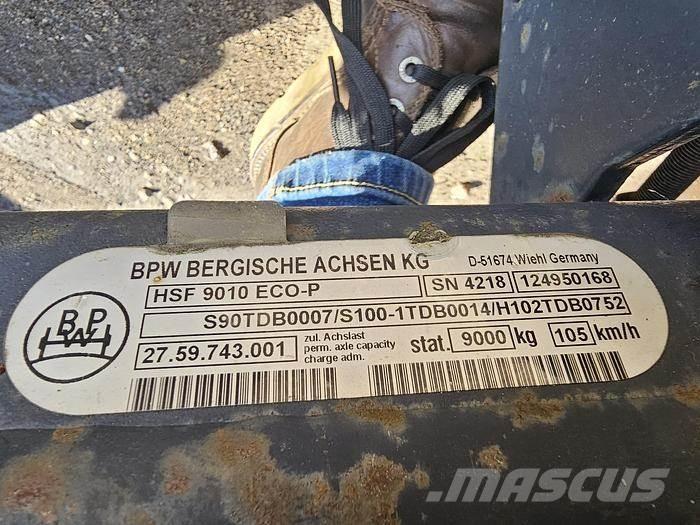 BPW BERGISCHE ACHSEN KG D-51674 Wiehl Germany
HSF 9010 ECO-P SN 4218 124950168
S90TDB0007/S100-1TDB0014/H102TDB0752
BPW
27.59.743.001 zul. Achslast stat. 9000 kg 105 km/h
perm. axle capacity
charge adm.
MASCUS